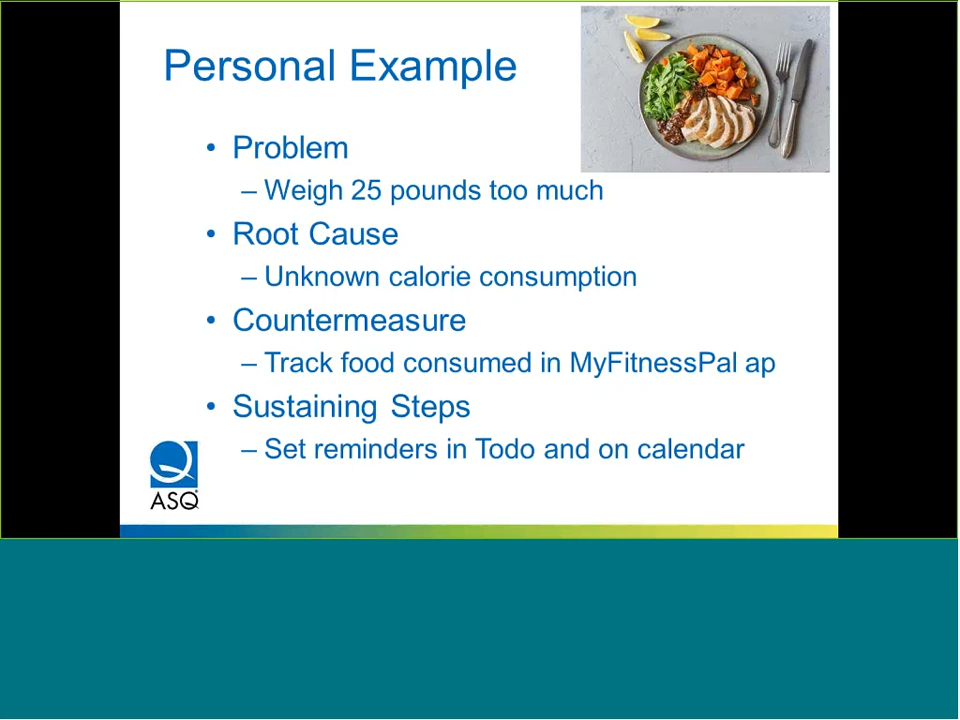 Personal Example
• Problem
– Weigh 25 pounds too much
• Root Cause
– Unknown calorie consumption
• Countermeasure
– Track food consumed in MyFitnessPal ap
• Sustaining Steps
– Set reminders in Todo and on calendar
ASQ